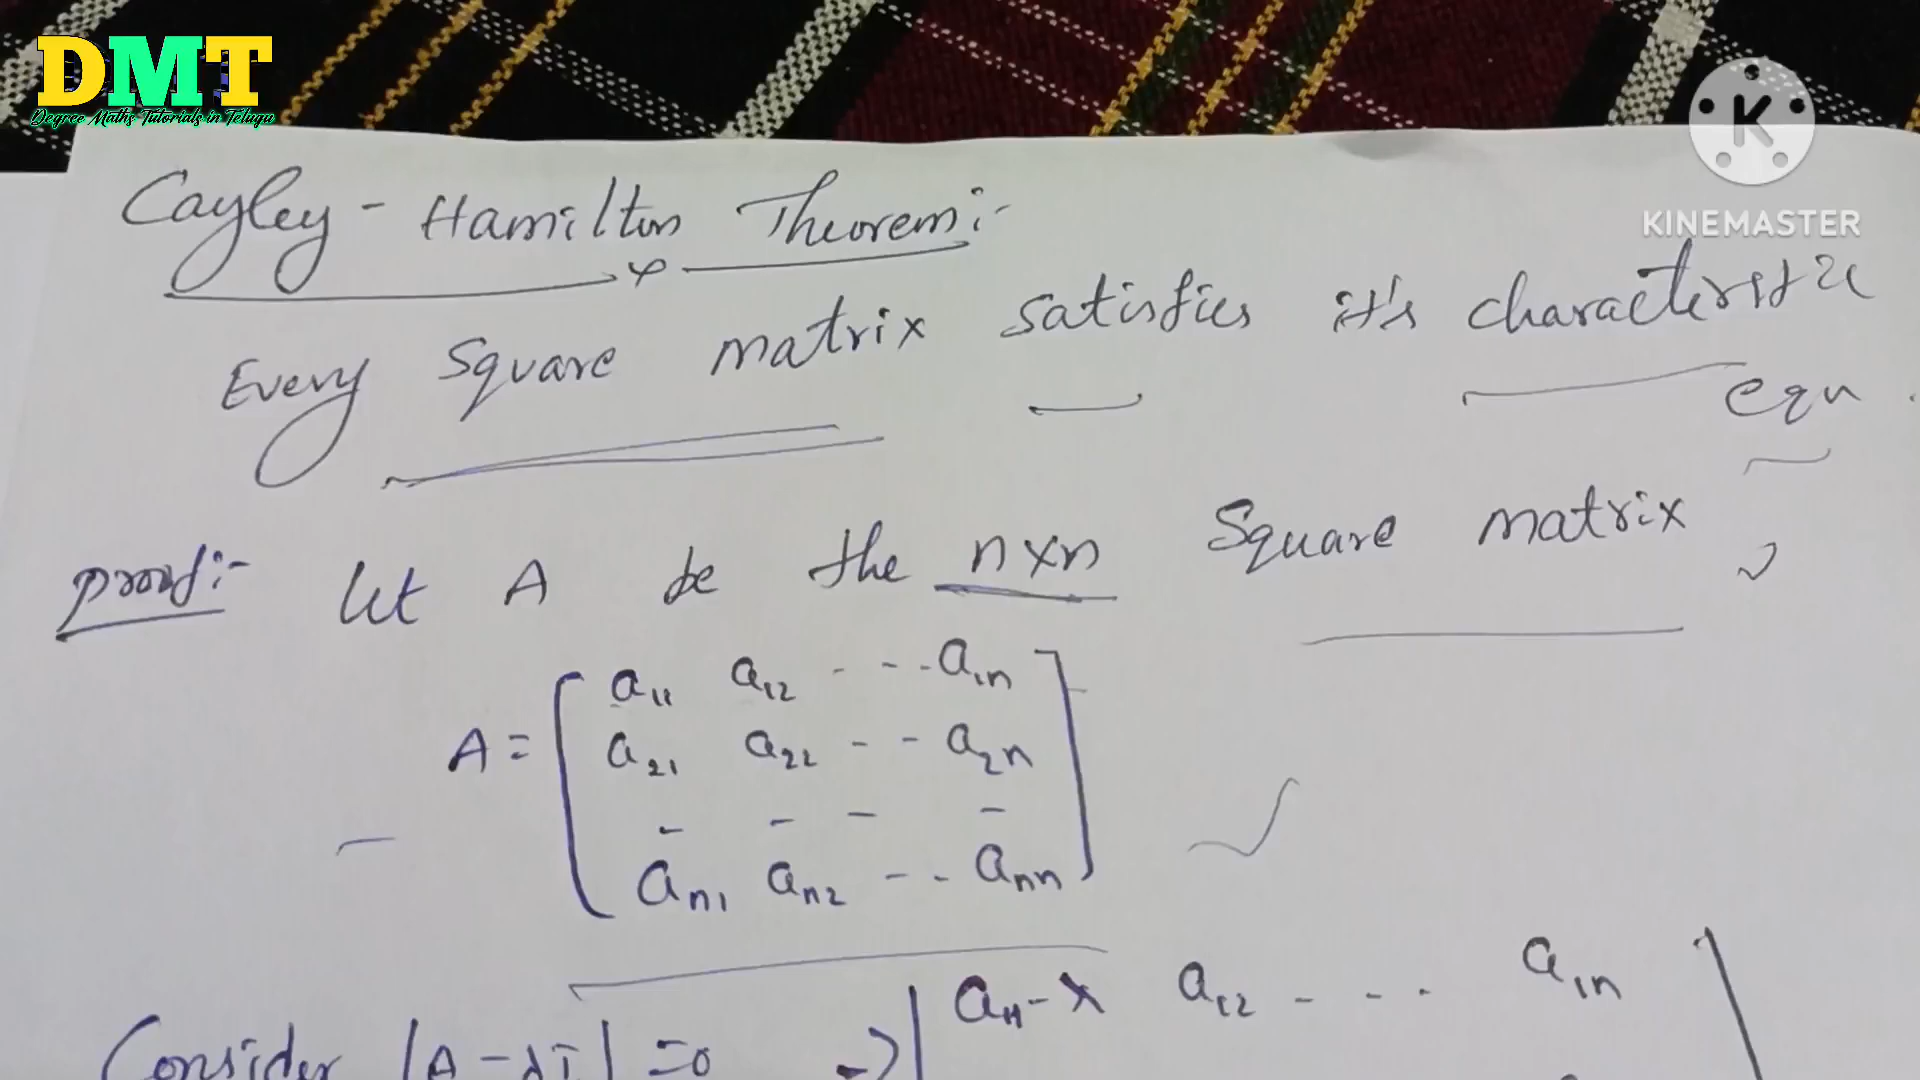 DMT
Degree Maths Tutorials in Telugu
K
KINEMASTER
Cayley - Hamilton Theorem:-
Every Square matrix satisfies it's characteristic
equ.
proof:- Let A be the n×n Square matrix
A = [ a₁₁ a₁₂ - - - a₁ₙ
a₂₁ a₂₂ - - a₂ₙ
- - - -
aₙ₁ aₙ₂ - - aₙₙ ]
Consider |A - λI| = 0 → | a₁₁ - λ a₁₂ - - - a₁ₙ |